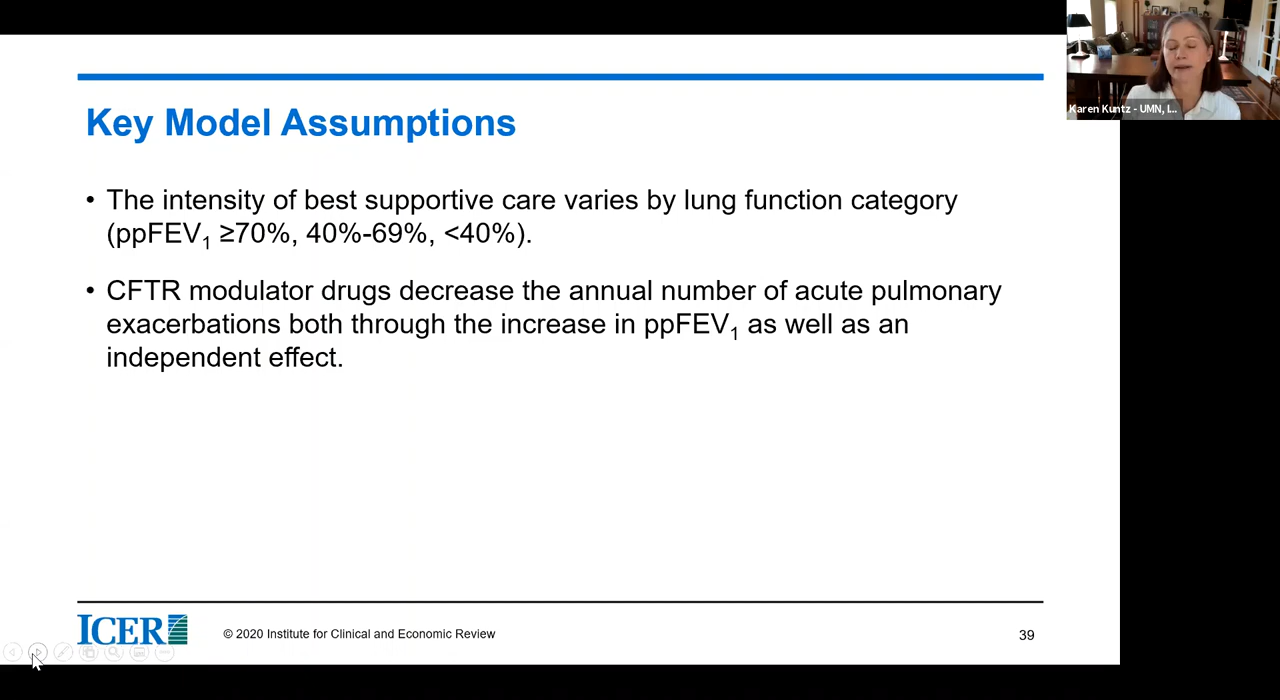 Karen Kuntz - UMN, I...
Key Model Assumptions
• The intensity of best supportive care varies by lung function category
(ppFEV₁ ≥70%, 40%-69%, <40%).
• CFTR modulator drugs decrease the annual number of acute pulmonary
exacerbations both through the increase in ppFEV₁ as well as an
independent effect.
ICER
© 2020 Institute for Clinical and Economic Review
39